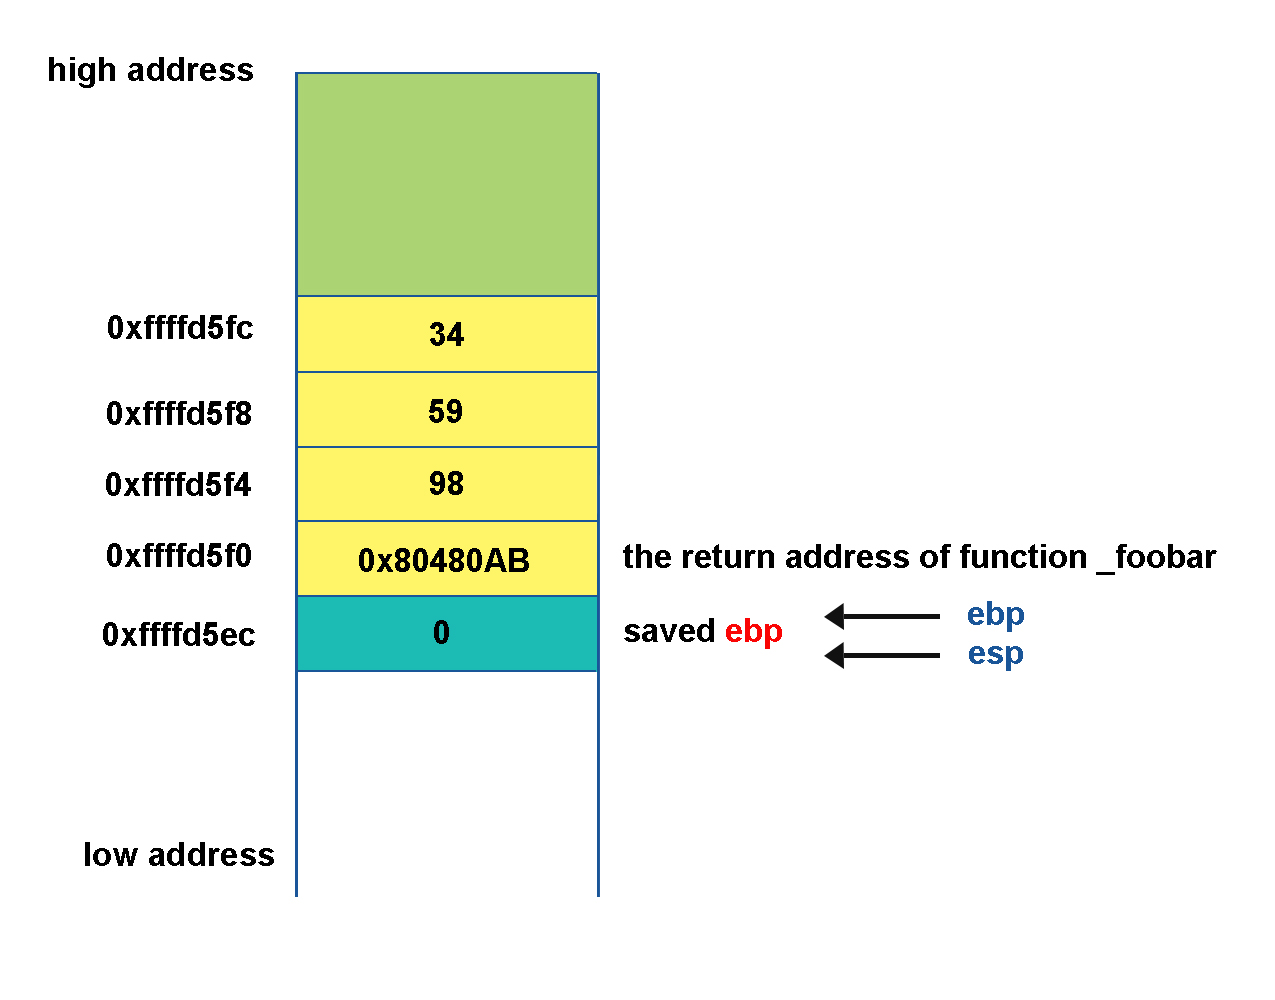 high address
0xffffd5fc 34
0xffffd5f8 59
0xffffd5f4 98
0xffffd5f0 0x80480AB the return address of function _foobar
0xffffd5ec 0 saved ebp ebp
esp
low address